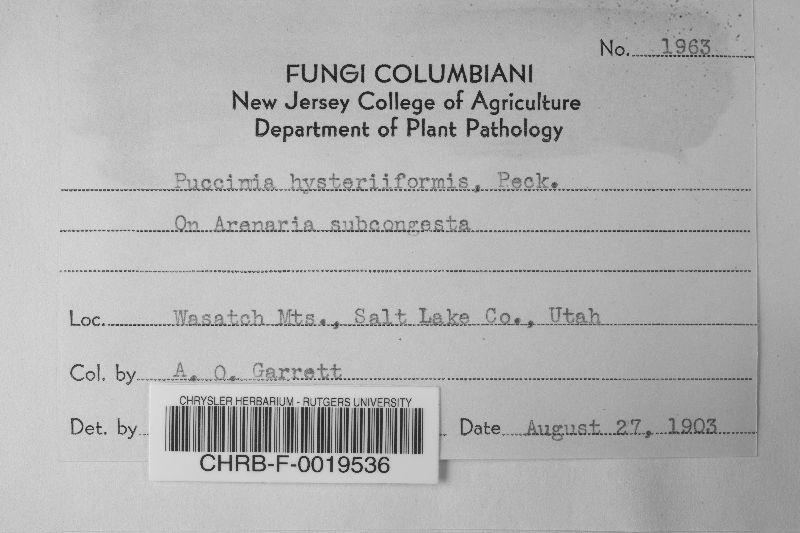 No. 1963
FUNGI COLUMBIANI
New Jersey College of Agriculture
Department of Plant Pathology
Puccinia hysteriiformis, Peck.
On Arenaria subcongesta
Loc. Wasatch Mts., Salt Lake Co., Utah
Col. by A. O. Garrett
Det. by Date August 27, 1903
CHRYSLER HERBARIUM - RUTGERS UNIVERSITY
CHRB-F-0019536